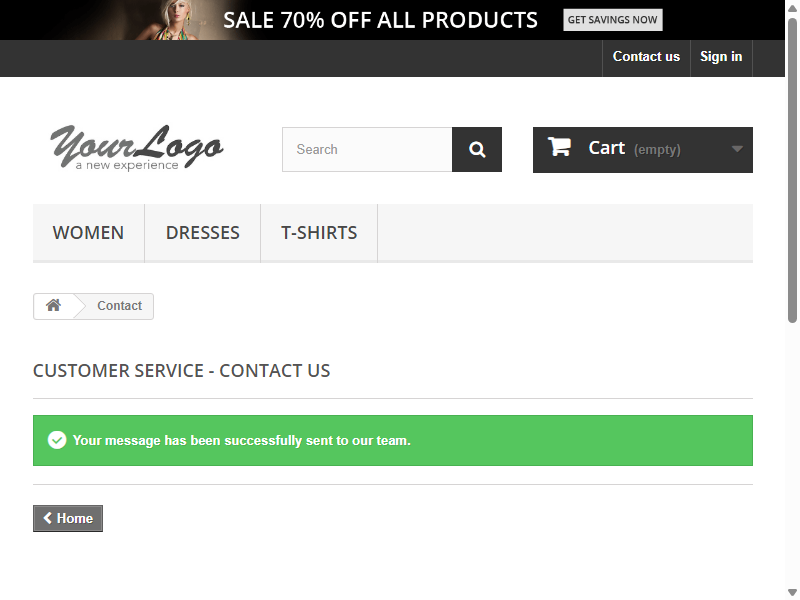 SALE 70% OFF ALL PRODUCTS GET SAVINGS NOW
Contact us Sign in
YourLogo
a new experience
Search
Cart (empty)
WOMEN DRESSES T-SHIRTS
Contact
CUSTOMER SERVICE - CONTACT US
Your message has been successfully sent to our team.
Home